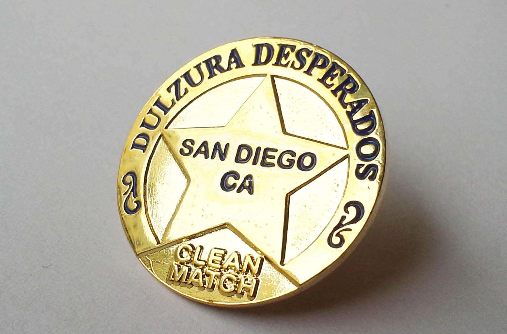 DULZURA DESPERADOS
SAN DIEGO
CA
CLEAN
MATCH